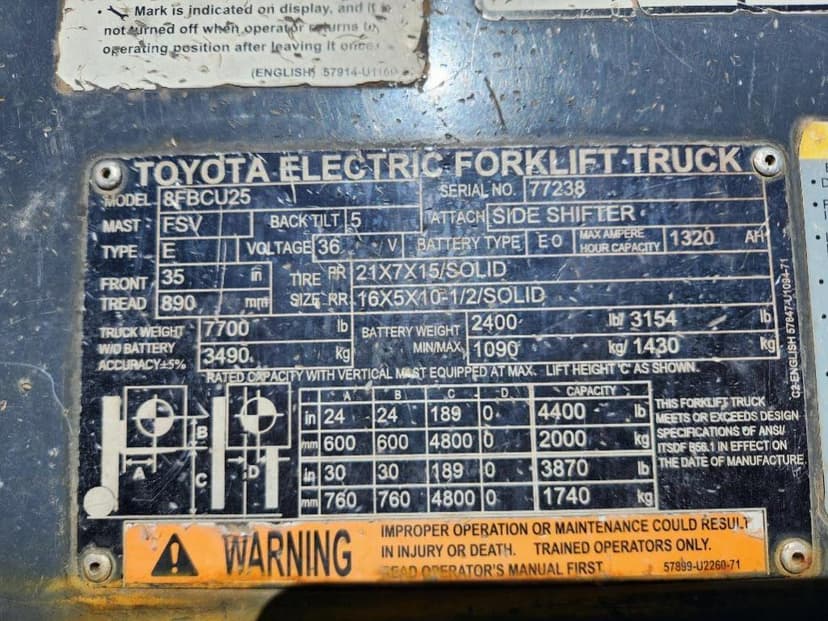 Mark is indicated on display, and it is
not turned off when operator returns to
operating position after leaving it once.
(ENGLISH) 57914-U1160
TOYOTA ELECTRIC FORKLIFT TRUCK
MODEL 8FBCU25 SERIAL NO. 77238
MAST FSV BACK TILT 5 ATTACH SIDE SHIFTER
TYPE E VOLTAGE 36 V BATTERY TYPE EO MAX AMPERE HOUR CAPACITY 1320 AH
FRONT TREAD 35 in 890 mm
TIRE SIZE FR 21X7X15/SOLID
RR 16X5X10-1/2/SOLID
TRUCK WEIGHT W/O BATTERY ACCURACY±5% 7700 lb 3490 kg
BATTERY WEIGHT MIN/MAX 2400 lb/ 3154 lb
1090 kg/ 1430 kg
RATED CAPACITY WITH VERTICAL MAST EQUIPPED AT MAX. LIFT HEIGHT 'C' AS SHOWN.
A B C D CAPACITY
in 24 24 189 0 4400 lb
mm 600 600 4800 0 2000 kg
in 30 30 189 0 3870 lb
mm 760 760 4800 0 1740 kg
A B C D
THIS FORKLIFT TRUCK
MEETS OR EXCEEDS DESIGN
SPECIFICATIONS OF ANSI/
ITSDF B56.1 IN EFFECT ON
THE DATE OF MANUFACTURE.
C2-ENGLISH 57847-U1094-71
WARNING
IMPROPER OPERATION OR MAINTENANCE COULD RESULT
IN INJURY OR DEATH. TRAINED OPERATORS ONLY.
READ OPERATOR'S MANUAL FIRST. 57899-U2260-71